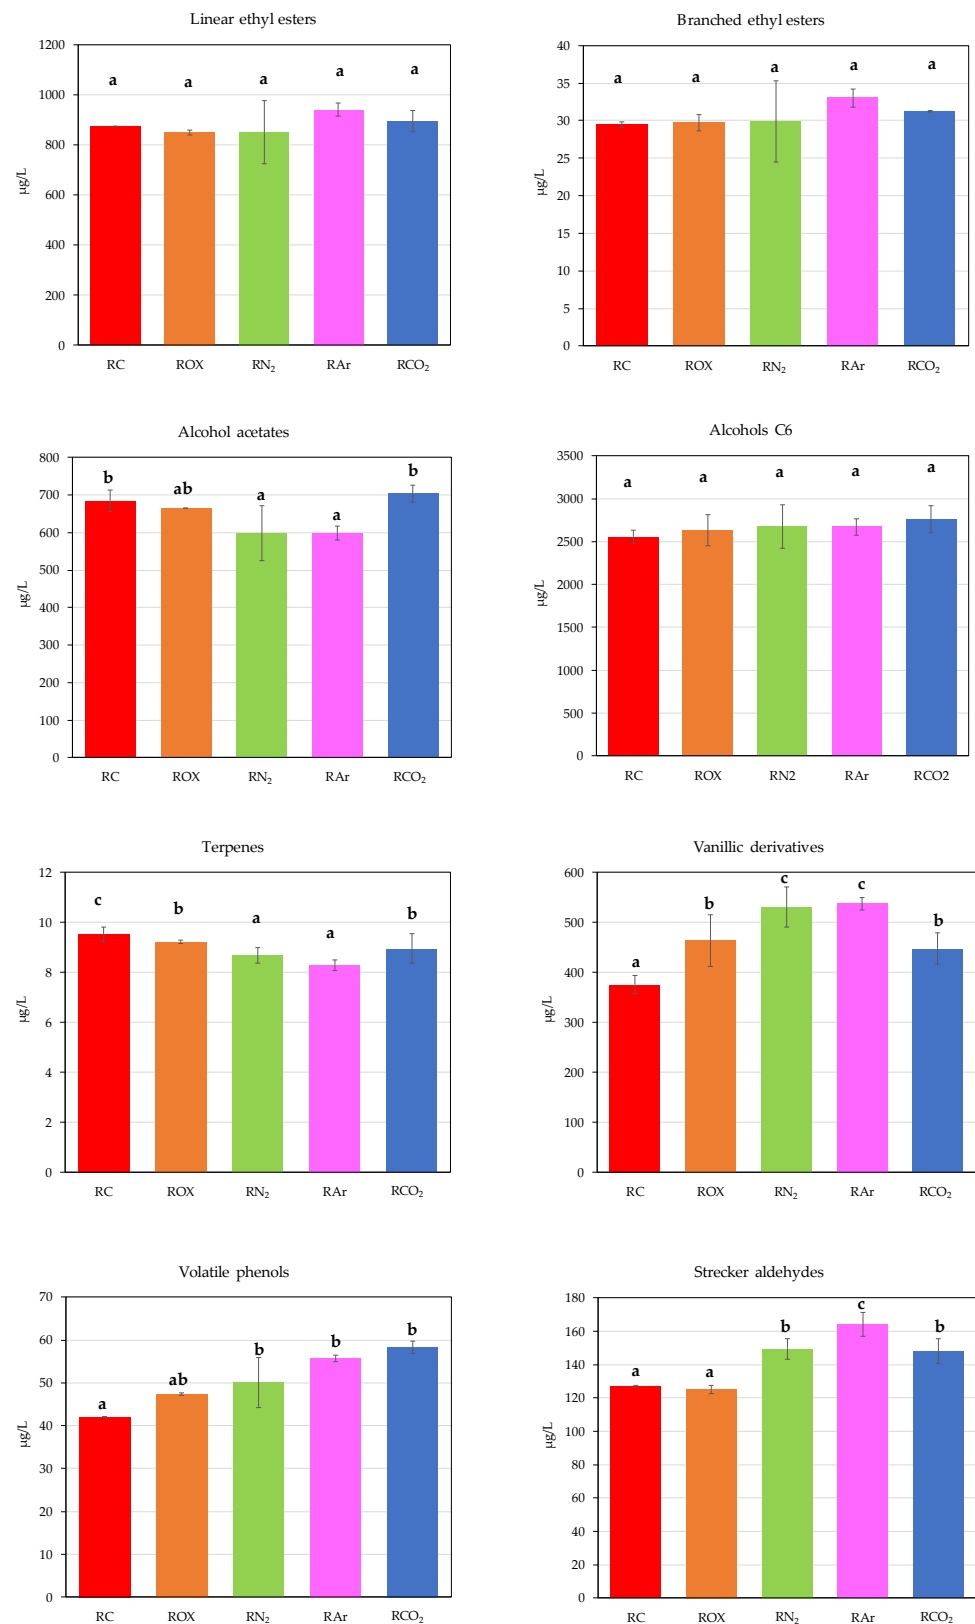 Linear ethyl esters
1200
1000
800
600
400
200
0
µg/L
a a a a a
RC ROX RN₂ RAr RCO₂
Branched ethyl esters
40
35
30
25
20
15
10
5
0
µg/L
a a a a a
RC ROX RN₂ RAr RCO₂
Alcohol acetates
800
700
600
500
400
300
200
100
0
µg/L
b ab a a b
RC ROX RN₂ RAr RCO₂
Alcohols C6
3500
3000
2500
2000
1500
1000
500
0
µg/L
a a a a a
RC ROX RN2 RAr RCO2
Terpenes
12
10
8
6
4
2
0
µg/L
c b a a b
RC ROX RN₂ RAr RCO₂
Vanillic derivatives
600
500
400
300
200
100
0
µg/L
a b c c b
RC ROX RN₂ RAr RCO₂
Volatile phenols
70
60
50
40
30
20
10
0
µg/L
a ab b b b
RC ROX RN₂ RAr RCO₂
Strecker aldehydes
180
160
140
120
100
80
60
40
20
0
µg/L
a a b c b
RC ROX RN₂ RAr RCO₂